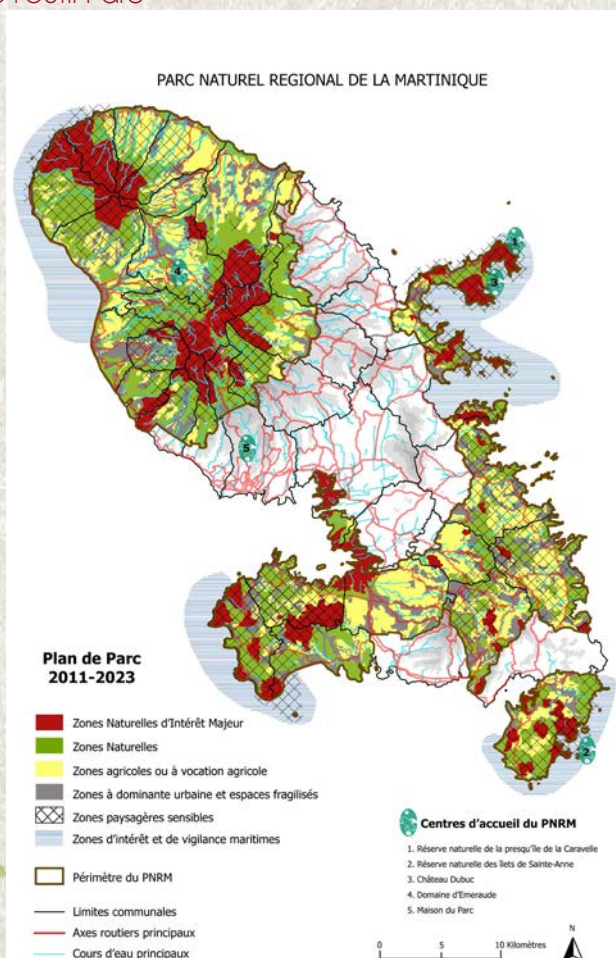 PARC NATUREL REGIONAL DE LA MARTINIQUE
1
3
4
5
2
Plan de Parc
2011-2023
Zones Naturelles d'Intérêt Majeur
Zones Naturelles
Zones agricoles ou à vocation agricole
Zones à dominante urbaine et espaces fragilisés
Zones paysagères sensibles
Zones d'intérêt et de vigilance maritimes
Périmètre du PNRM
Limites communales
Axes routiers principaux
Cours d'eau principaux
Centres d'accueil du PNRM
1. Réserve naturelle de la presqu'île de la Caravelle
2. Réserve naturelle des îlets de Sainte-Anne
3. Château Dubuc
4. Domaine d'Emeraude
5. Maison du Parc
0 5 10 Kilomètres
N